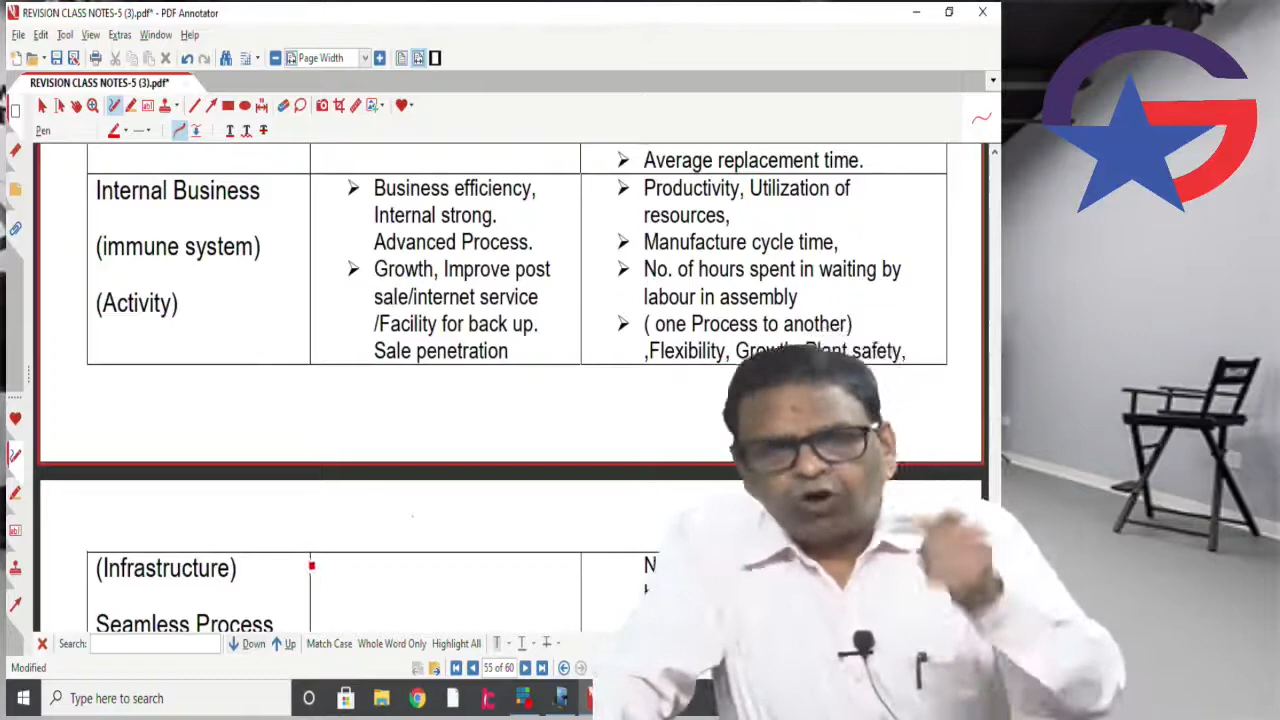 REVISION CLASS NOTES-5 (3).pdf* - PDF Annotator
File Edit Tool View Extras Window Help
Page Width
REVISION CLASS NOTES-5 (3).pdf*
Pen
Average replacement time.
Internal Business
(immune system)
(Activity)
Business efficiency,
Internal strong.
Advanced Process.
Growth, Improve post
sale/internet service
/Facility for back up.
Sale penetration
Productivity, Utilization of
resources,
Manufacture cycle time,
No. of hours spent in waiting by
labour in assembly
( one Process to another)
,Flexibility, Growth, Plant safety,
(Infrastructure)
Seamless Process
N
Search: Down Up Match Case Whole Word Only Highlight All
Modified
55 of 60
Type here to search